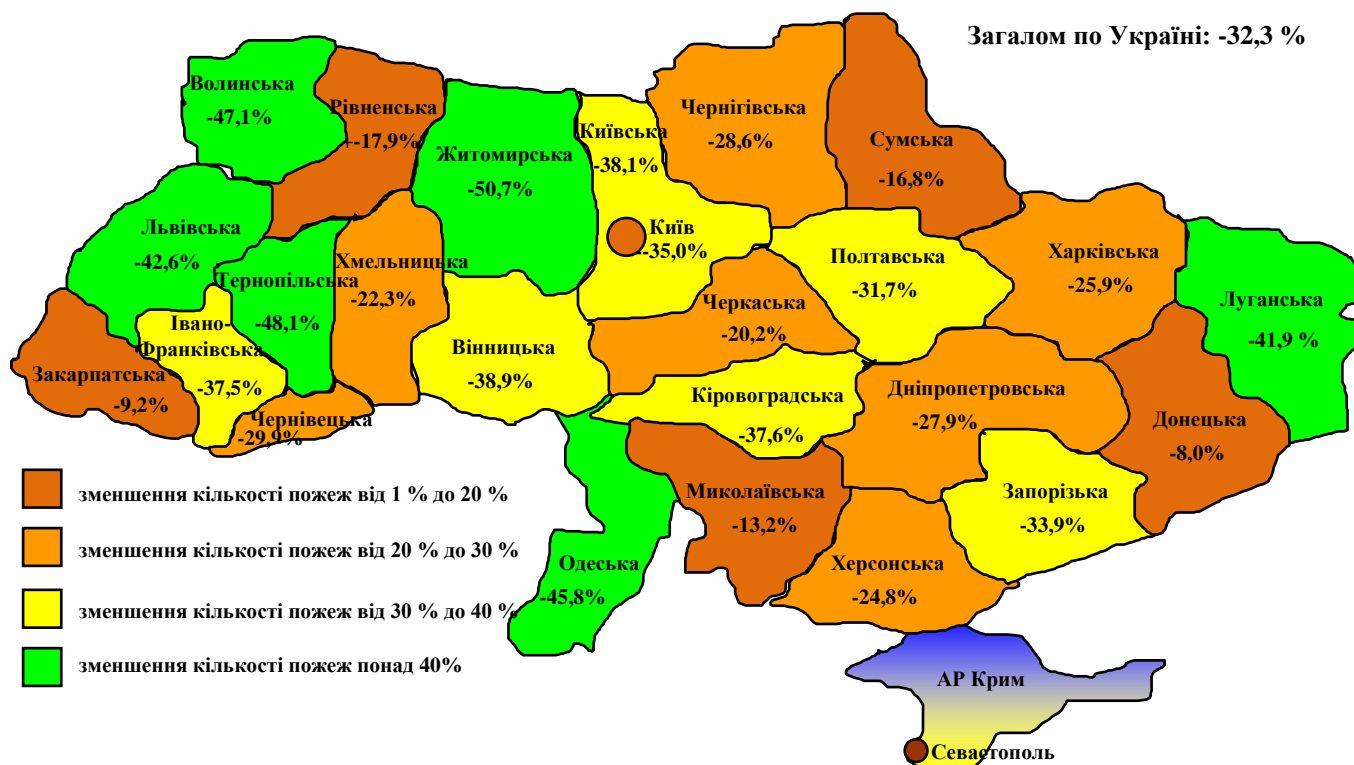 Загалом по Україні: -32,3 %
Волинська
-47,1%
Рівненська
+-17,9%
Житомирська
-50,7%
Київська
-38,1%
Чернігівська
-28,6%
Сумська
-16,8%
Львівська
-42,6%
Тернопільська
-48,1%
Хмельницька
-22,3%
Київ
--35,0%
Черкаська
-20,2%
Полтавська
-31,7%
Харківська
-25,9%
Луганська
-41,9 %
Закарпатська
-9,2%
Івано-
Франківська
-37,5%
Чернівецька
-29,9%
Вінницька
-38,9%
Кіровоградська
-37,6%
Дніпропетровська
-27,9%
Донецька
-8,0%
Одеська
-45,8%
Миколаївська
-13,2%
Запорізька
-33,9%
Херсонська
-24,8%
АР Крим
Севастополь
зменшення кількості пожеж від 1 % до 20 %
зменшення кількості пожеж від 20 % до 30 %
зменшення кількості пожеж від 30 % до 40 %
зменшення кількості пожеж понад 40%